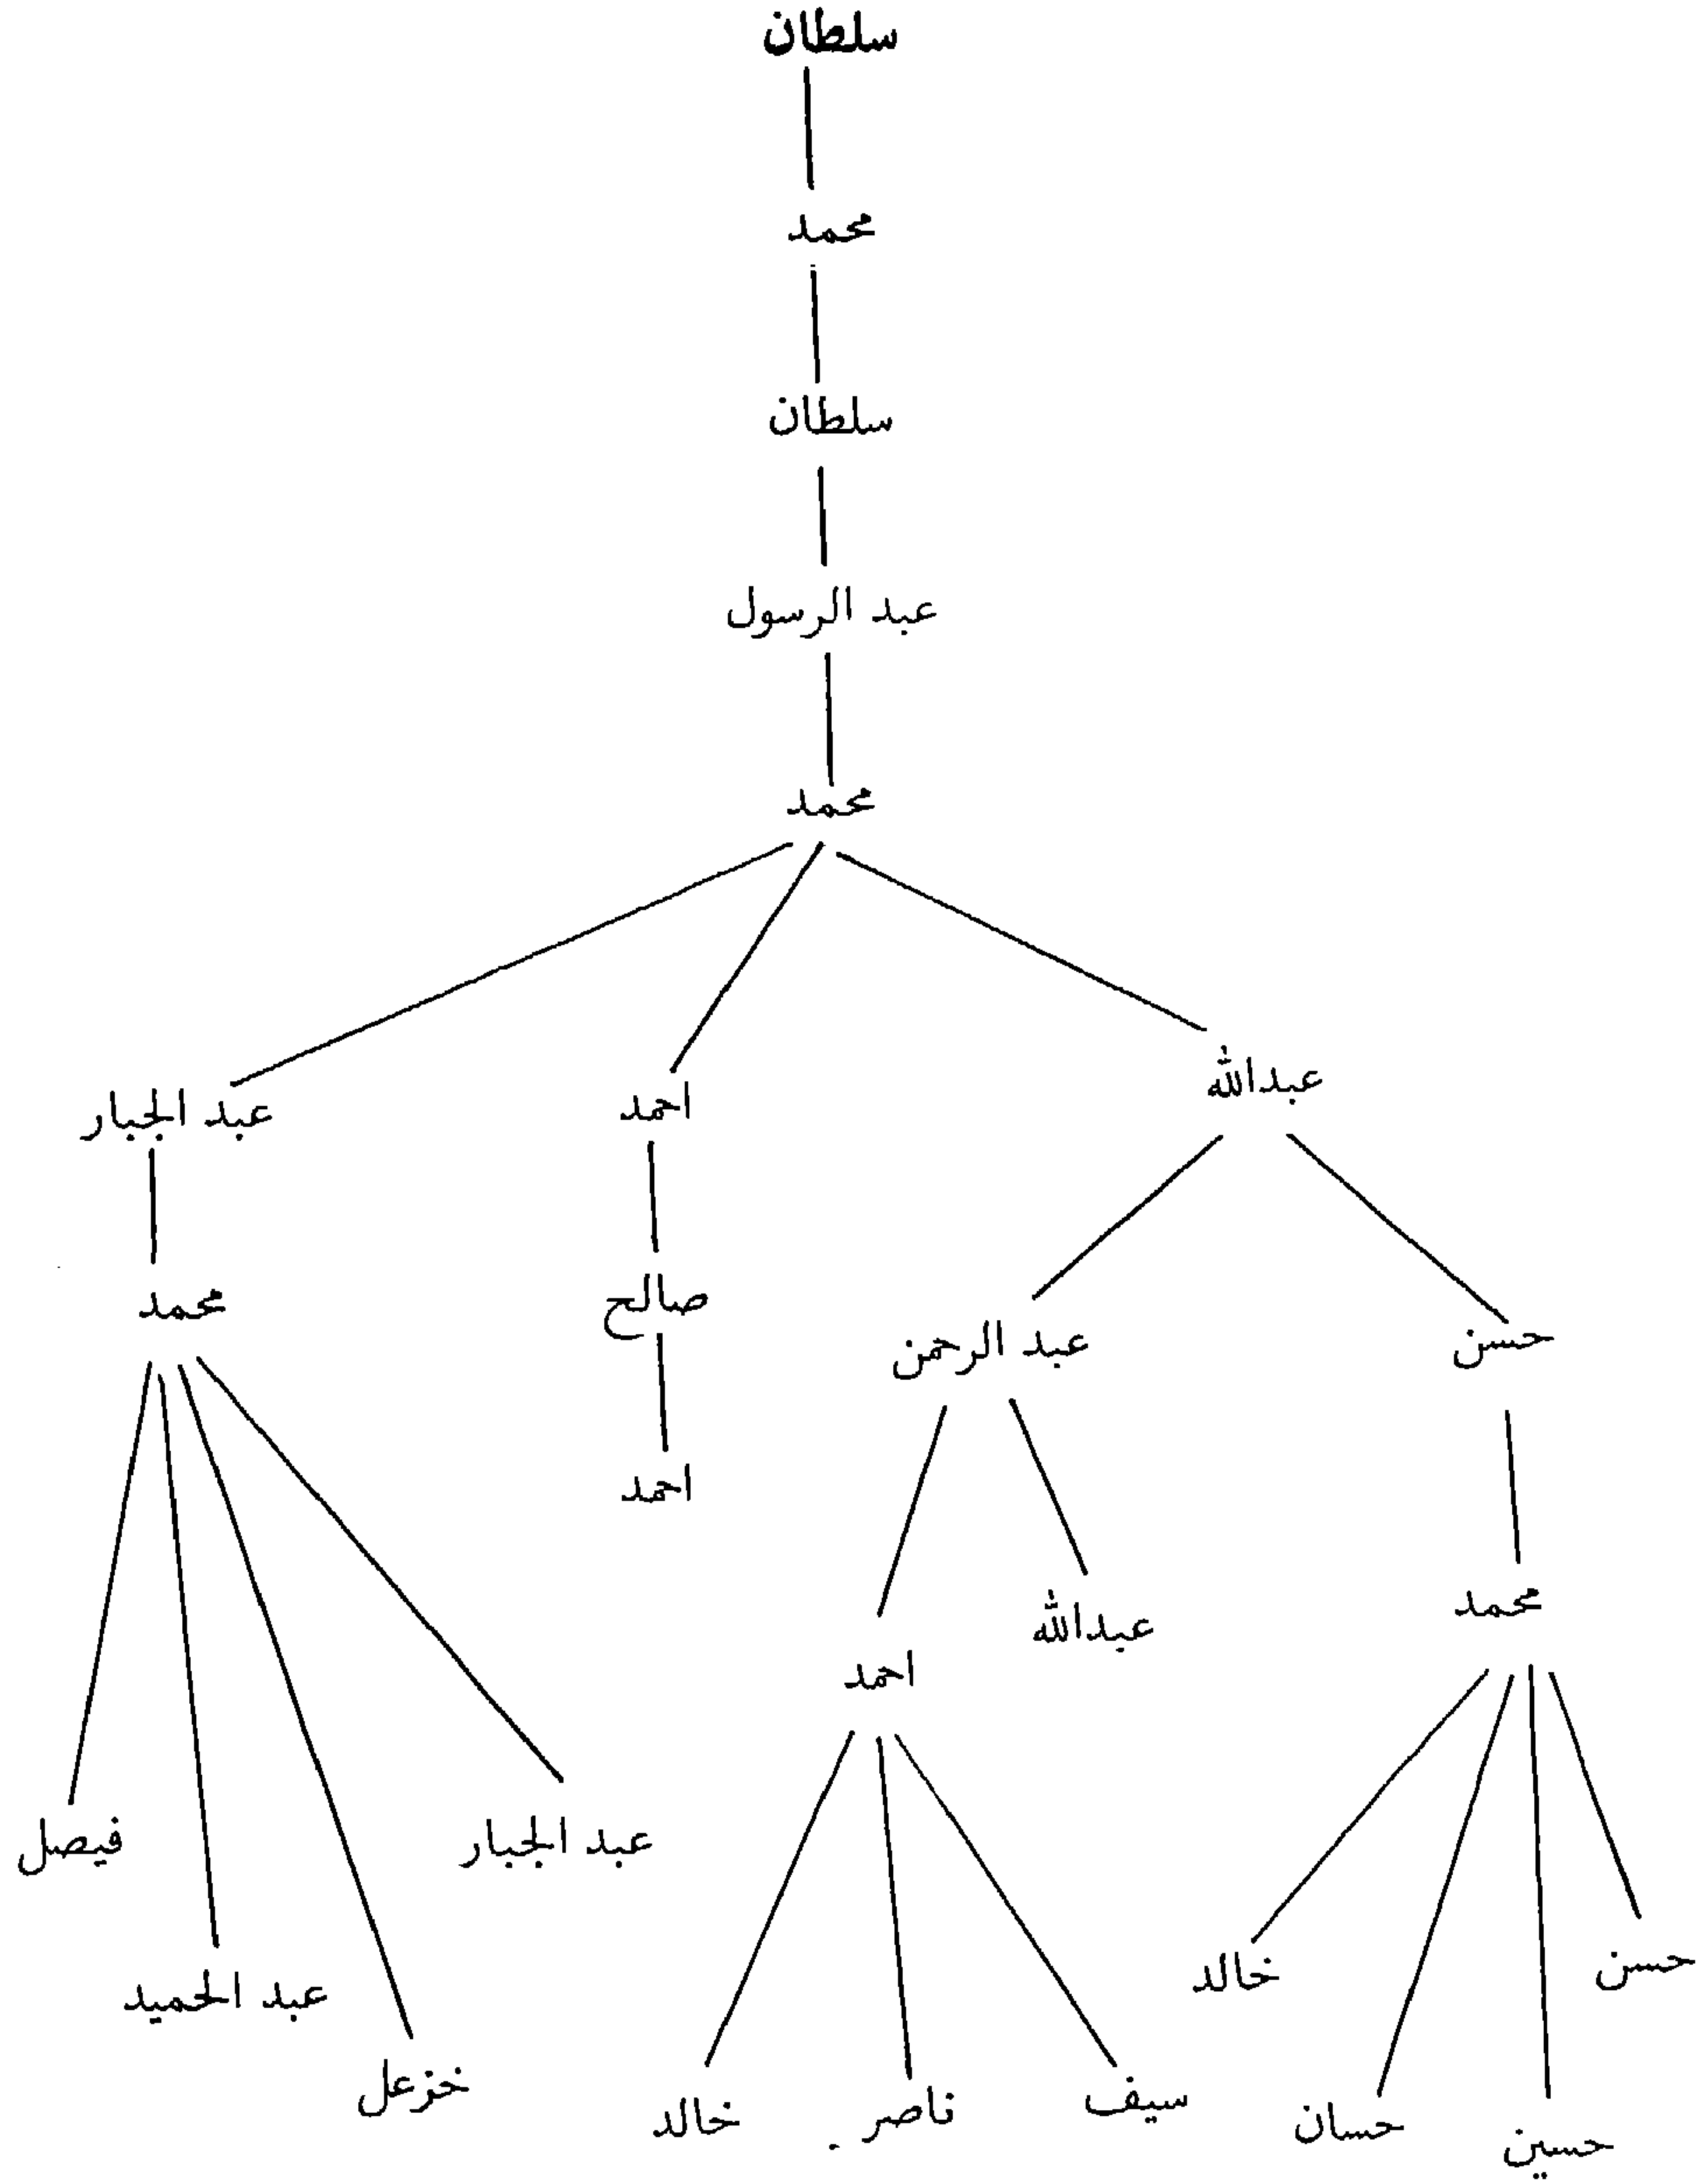 سلطان
محمد
سلطان
عبد الرسول
محمد
عبدالله
احمد
عبد الجبار
حسن
عبد الرحمن
صالح
محمد
محمد
عبدالله
احمد
احمد
حسن
حسين
حسان
خالد
سيف
ناصر
خالد
عبد الجبار
خزعل
عبد الحميد
فيصل